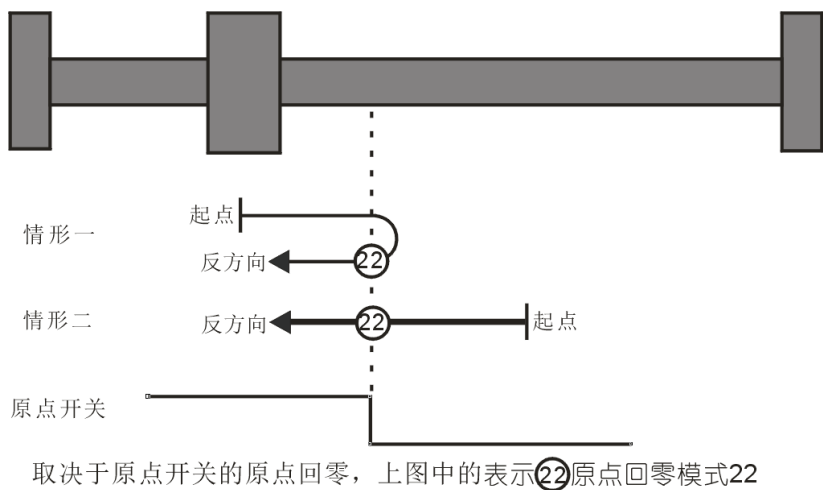 情形一
起点
反方向
22
情形二
反方向
22
起点
原点开关
取决于原点开关的原点回零，上图中的表示22原点回零模式22